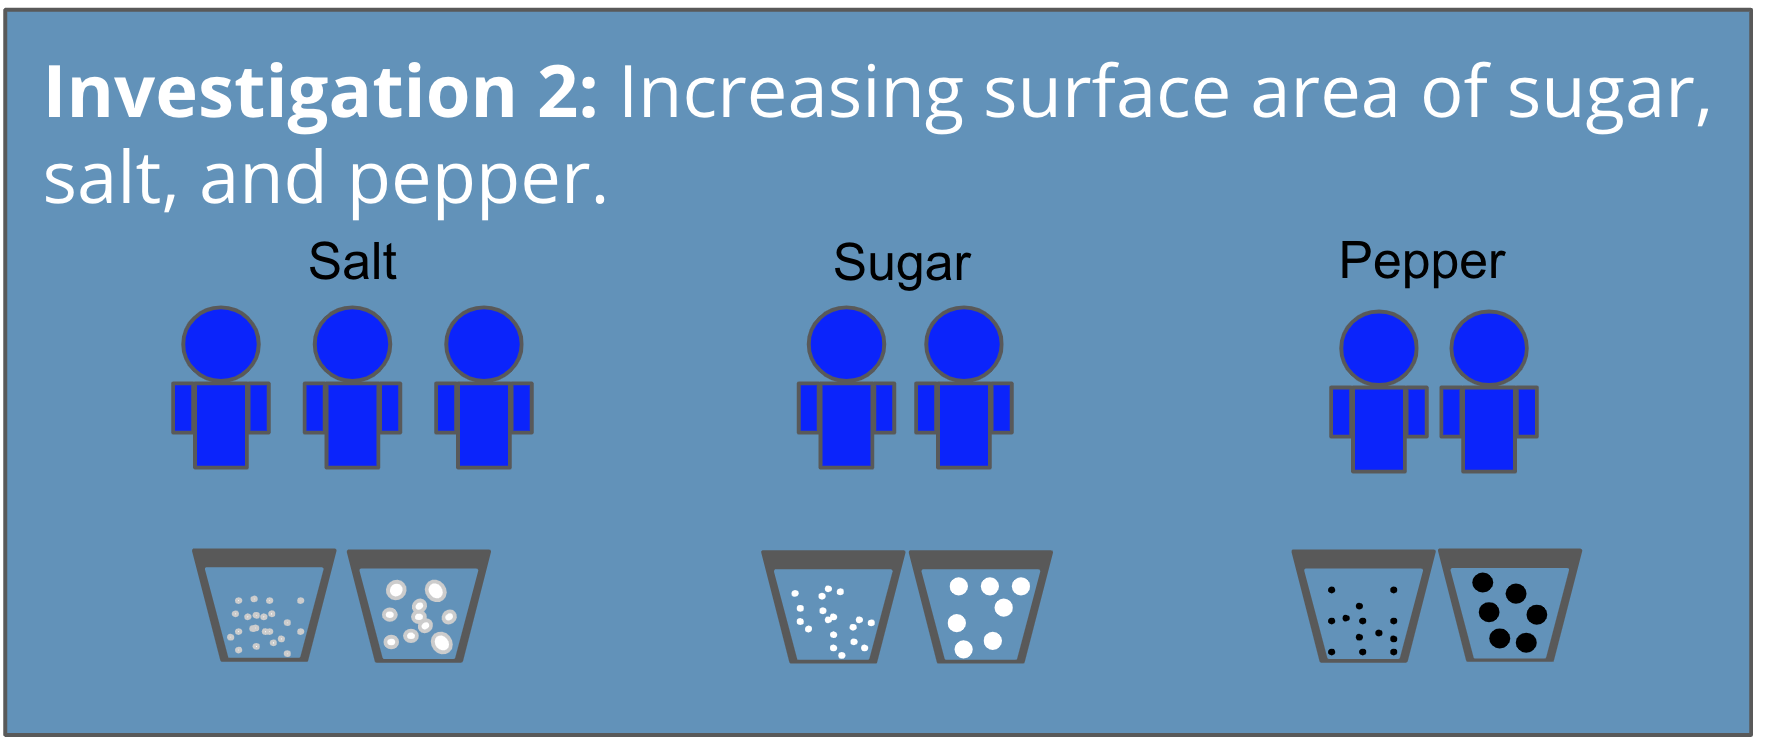 Investigation 2: Increasing surface area of sugar,
salt, and pepper.
Salt
Sugar
Pepper